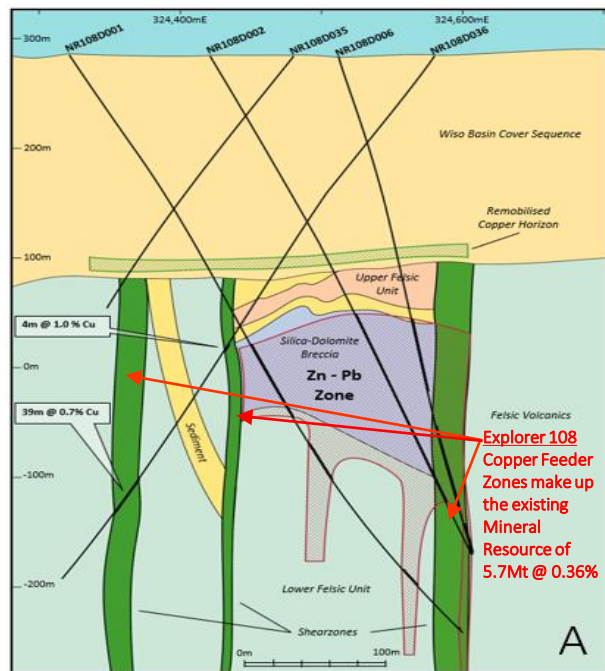 324,400mE
324,600mE
300m
NR108D001
NR108D002
NR108D035
NR108D006
NR108D036
Wiso Basin Cover Sequence
200m
Remobilised
Copper Horizon
100m
Upper Felsic
Unit
4m @ 1.0 % Cu
Silica-Dolomite
Breccia
0m
Zn - Pb
Zone
39m @ 0.7% Cu
Sediment
Felsic Volcanics
Explorer 108
Copper Feeder
Zones make up
the existing
Mineral
Resource of
5.7Mt @ 0.36%
-100m
-200m
Lower Felsic Unit
Shearzones
A
0m
100m